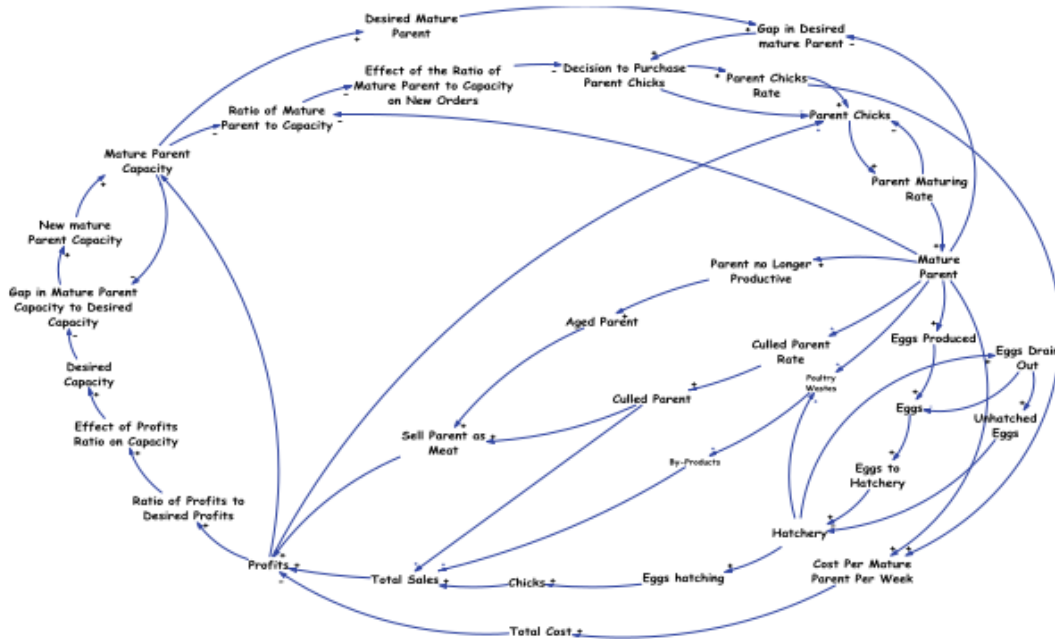 Desired Mature
Parent
Gap in Desired
mature Parent
Effect of the Ratio of
Mature Parent to Capacity
on New Orders
Decision to Purchase
Parent Chicks
Parent Chicks
Rate
Ratio of Mature
Parent to Capacity
Parent Chicks
Mature Parent
Capacity
Parent Maturing
Rate
New mature
Parent Capacity
Mature
Parent
Parent no Longer
Productive
Gap in Mature Parent
Capacity to Desired
Capacity
Aged Parent
Culled Parent
Rate
Eggs Produced
Eggs Drain
Out
Desired
Capacity
Poultry
Wastes
Culled Parent
Eggs
Unhatched
Eggs
Effect of Profits
Ratio on Capacity
Sell Parent as
Meat
By-Products
Eggs to
Hatchery
Ratio of Profits to
Desired Profits
Hatchery
Profits
Total Sales
Chicks
Eggs hatching
Cost Per Mature
Parent Per Week
Total Cost